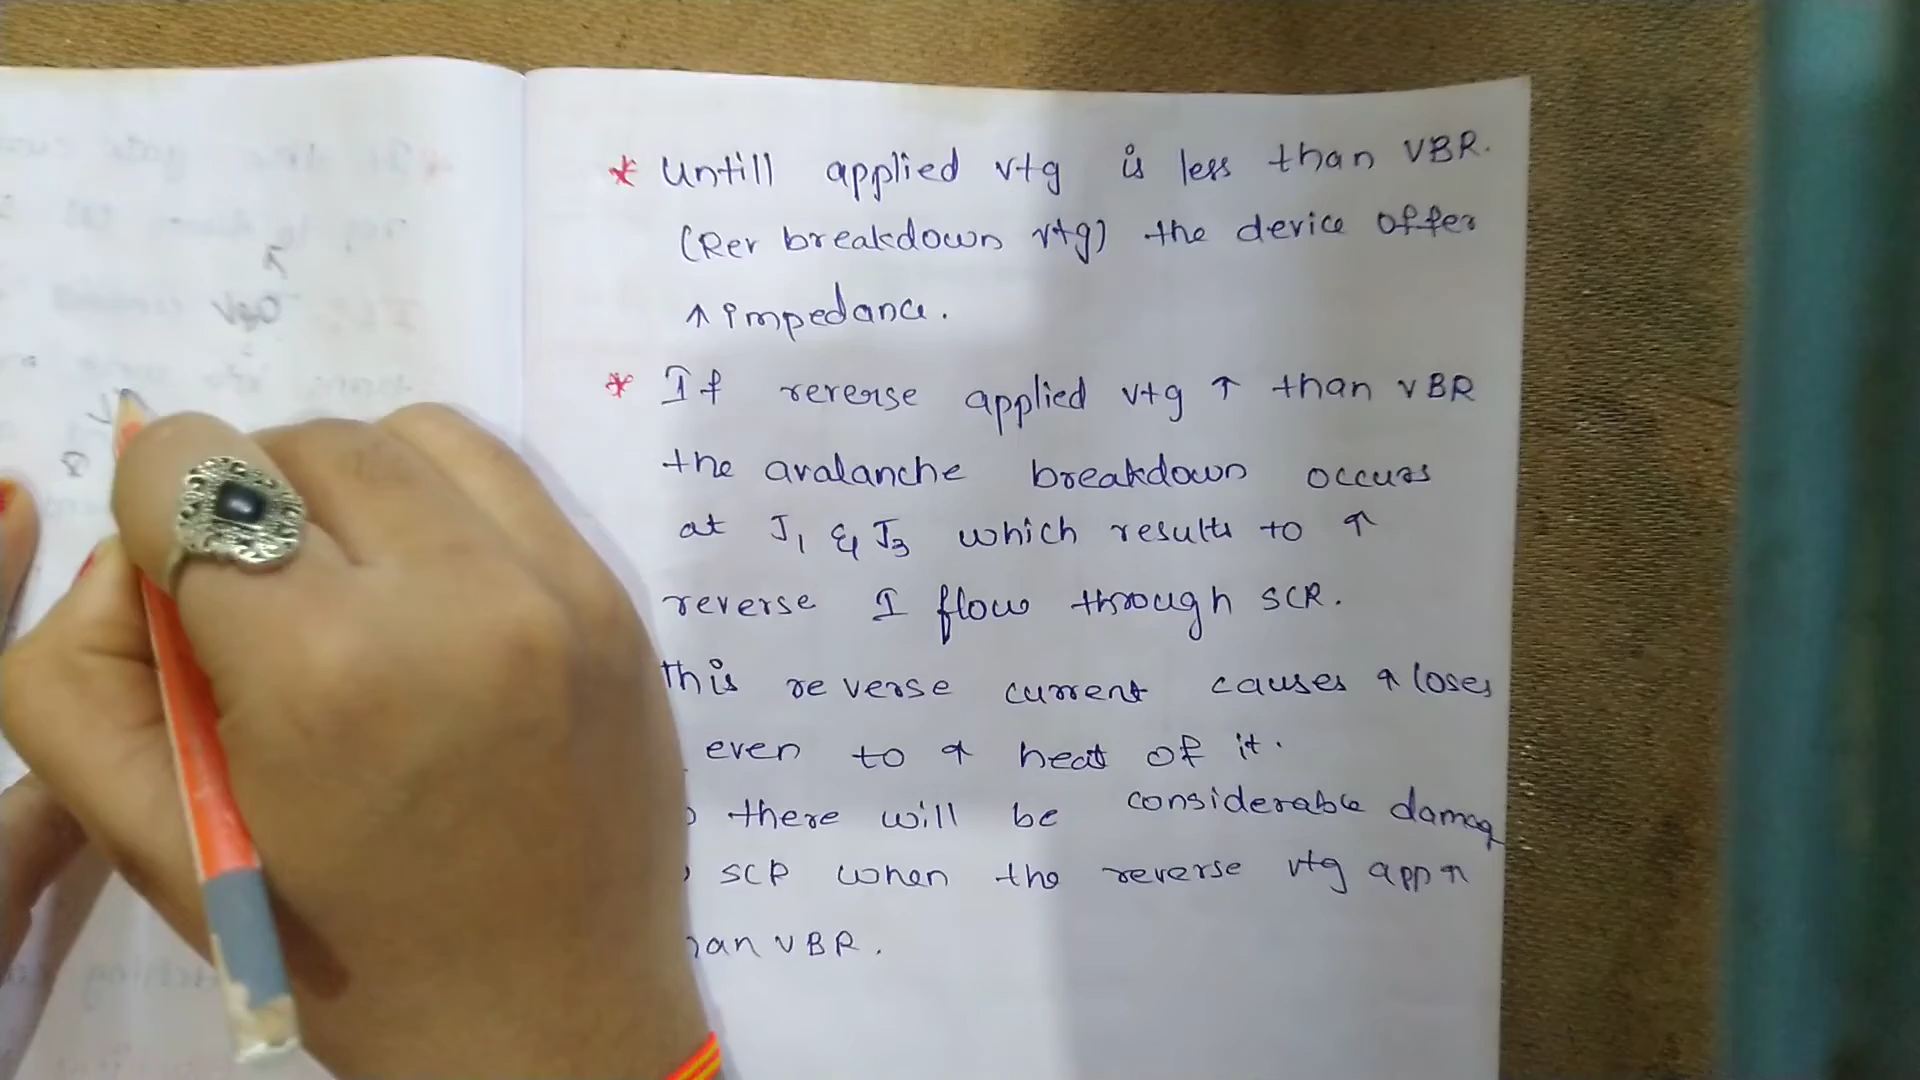 * Untill applied vtg is less than VBR.
(Rev breakdown vtg) the device offer
↑ impedance.
* If reverse applied vtg ↑ than VBR
the avalanche breakdown occurs
at J1 & J3 which results to ↑
reverse I flow through SCR.
this reverse current causes ↑ loses
even to ↑ heat of it.
there will be considerable damag
SCR when the reverse vtg app ↑
han VBR.